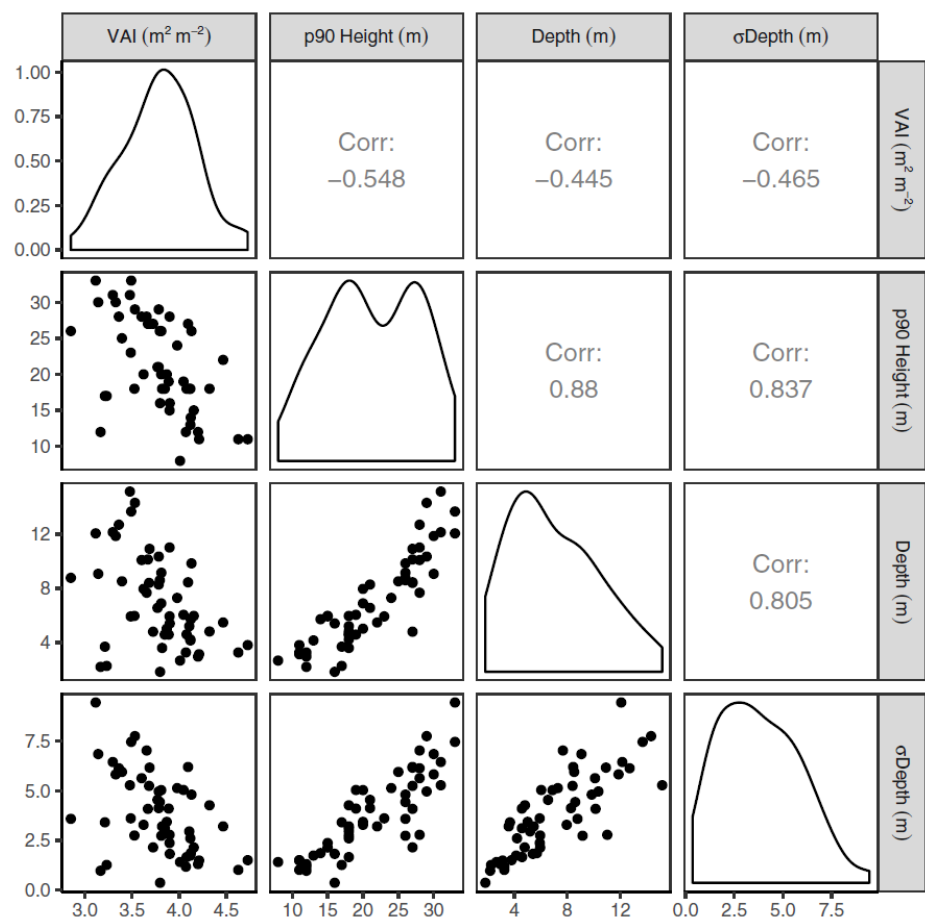 VAI (m² m⁻²)
p90 Height (m)
Depth (m)
σDepth (m)
1.00
0.75
0.50
0.25
0.00
Corr:
−0.548
Corr:
−0.445
Corr:
−0.465
VAI (m² m⁻²)
30
25
20
15
10
Corr:
0.88
Corr:
0.837
p90 Height (m)
12
8
4
Corr:
0.805
Depth (m)
7.5
5.0
2.5
0.0
σDepth (m)
3.0 3.5 4.0 4.5
10 15 20 25 30
4 8 12
0.0 2.5 5.0 7.5